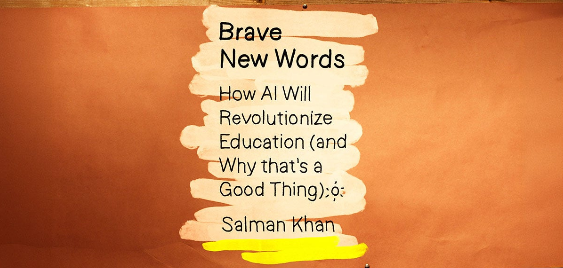 Brave
New Words
How AI Will
Revolutionize
Education (and
Why that's a
Good Thing)
Salman Khan